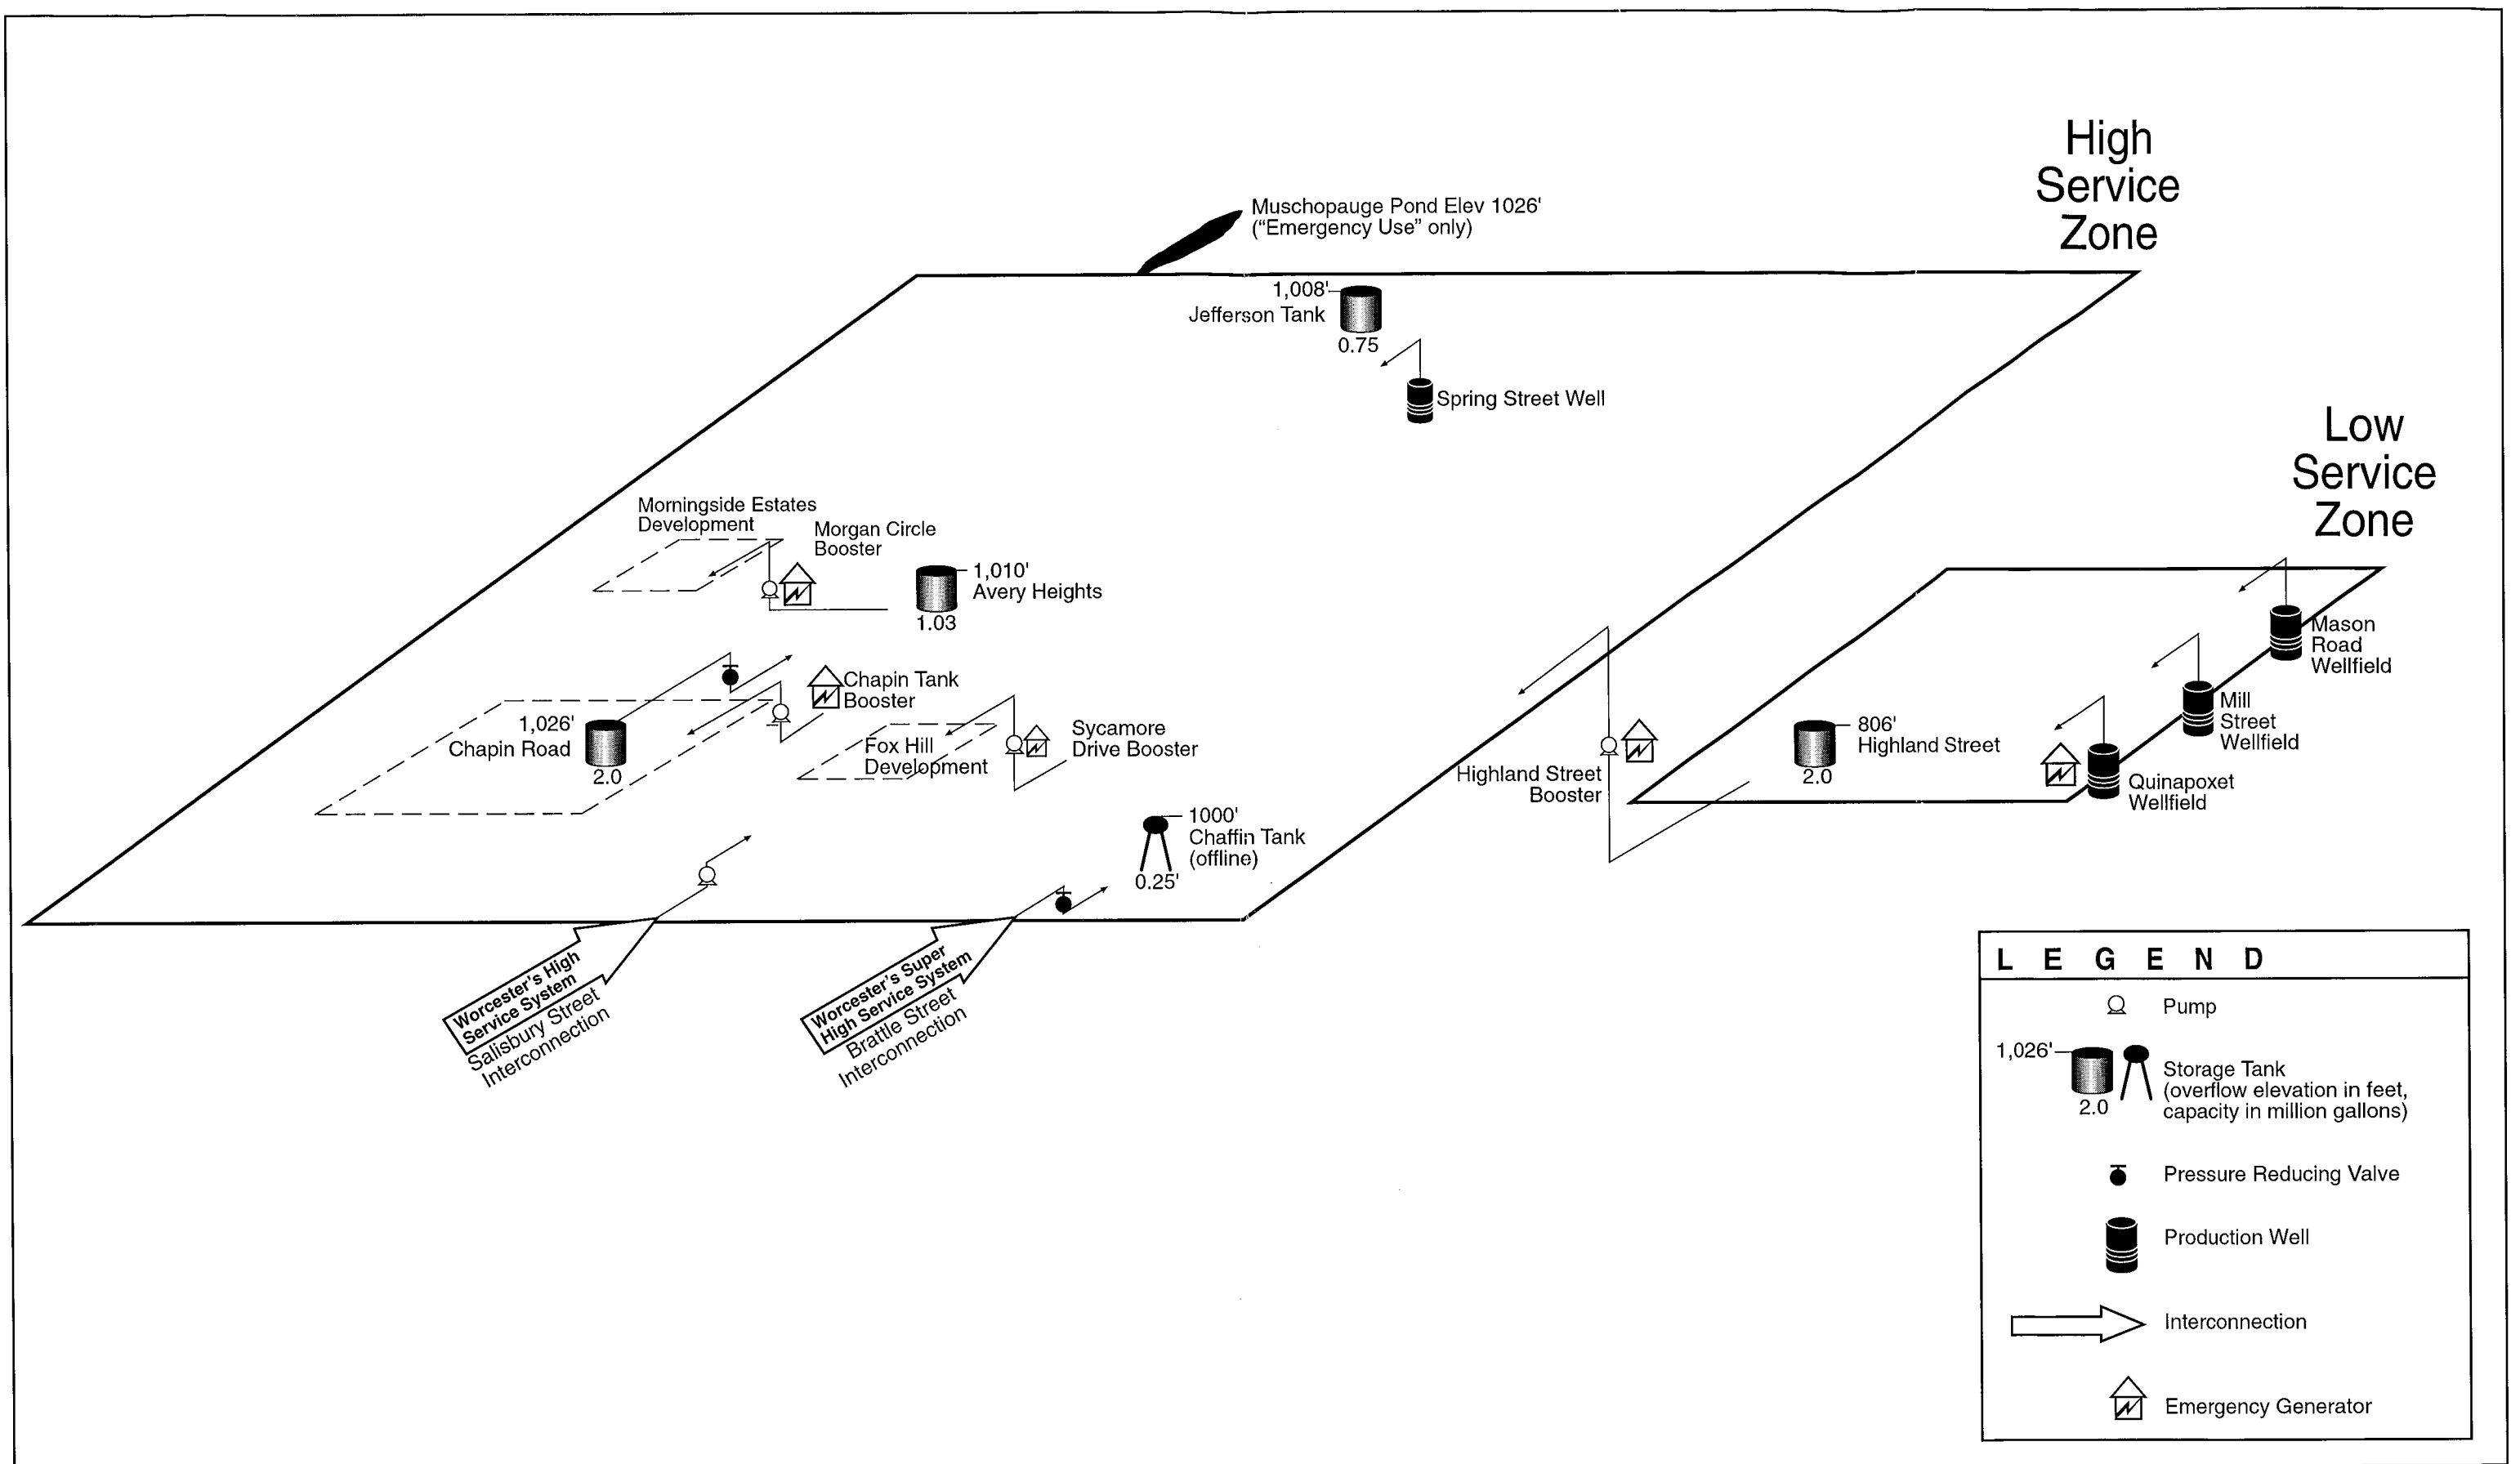 High
Service
Zone
Muschopauge Pond Elev 1026'
(“Emergency Use” only)
1,008'
Jefferson Tank
0.75
Spring Street Well
Low
Service
Zone
Morningside Estates
Development
Morgan Circle
Booster
1,010'
Avery Heights
1.03
Mason
Road
Wellfield
Chapin Tank
Booster
1,026'
Chapin Road
2.0
Fox Hill
Development
Sycamore
Drive Booster
Highland Street
Booster
806'
Highland Street
2.0
Mill
Street
Wellfield
Quinapoxet
Wellfield
1000'
Chaffin Tank
(offline)
0.25'
Worcester's High
Service System
Salisbury Street
Interconnection
Worcester's Super
High Service System
Brattle Street
Interconnection
LEGEND
Pump
1,026'
2.0
Storage Tank
(overflow elevation in feet,
capacity in million gallons)
Pressure Reducing Valve
Production Well
Interconnection
Emergency Generator